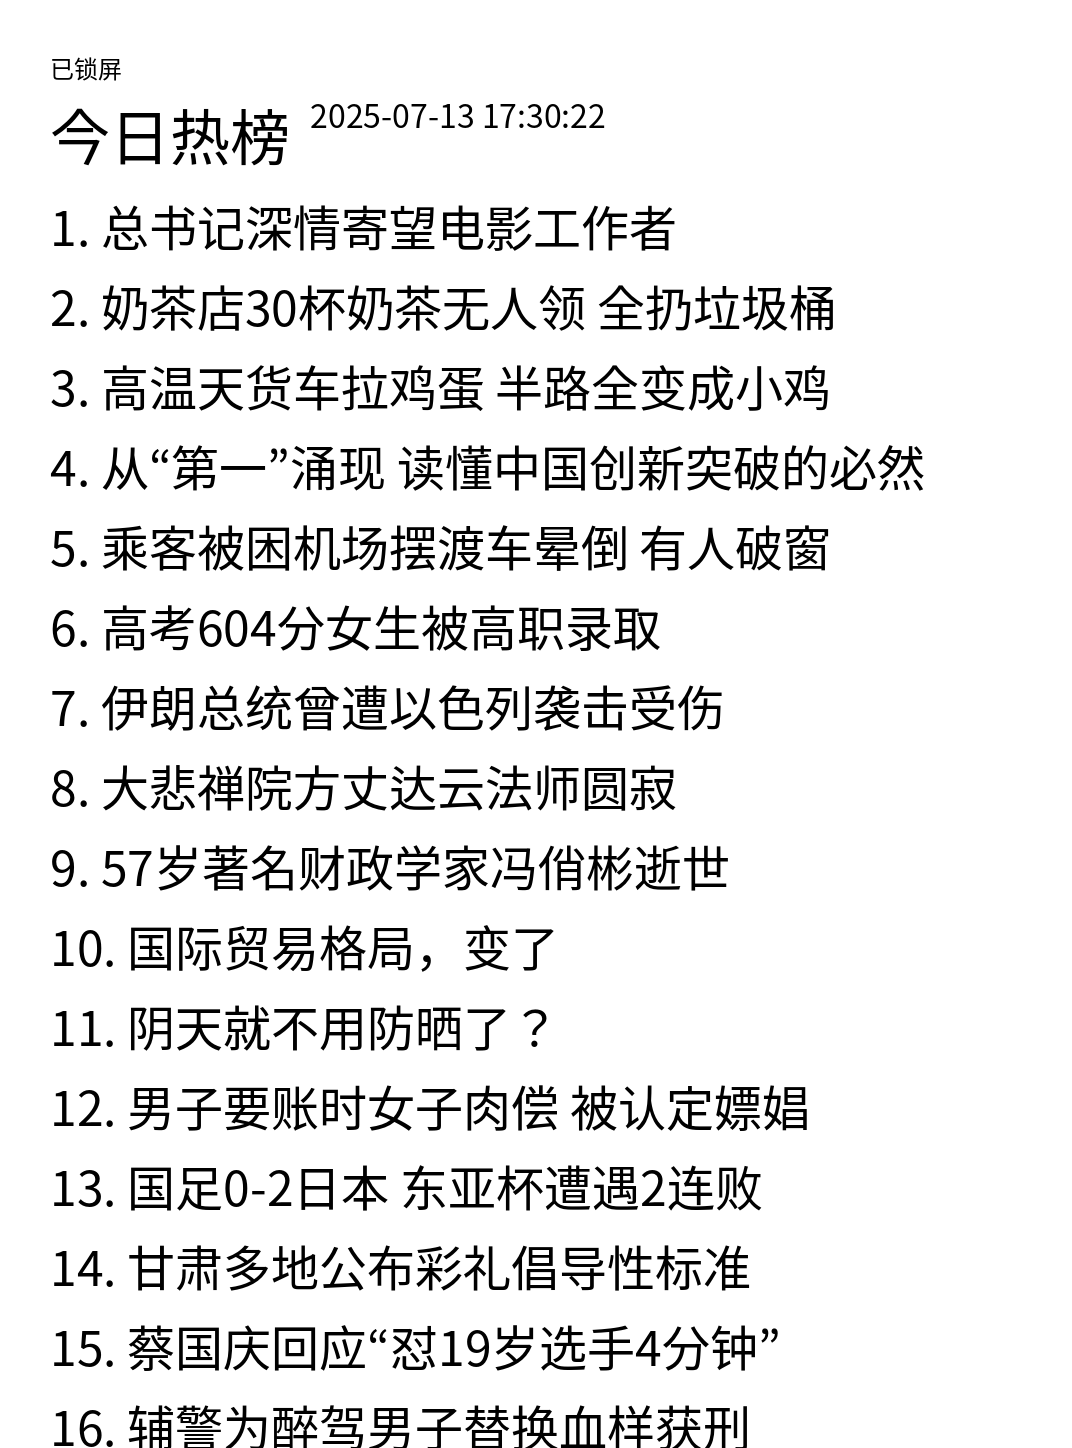 已锁屏
今日热榜 2025-07-13 17:30:22
1. 总书记深情寄望电影工作者
2. 奶茶店30杯奶茶无人领 全扔垃圾桶
3. 高温天货车拉鸡蛋 半路全变成小鸡
4. 从“第一”涌现 读懂中国创新突破的必然
5. 乘客被困机场摆渡车晕倒 有人破窗
6. 高考604分女生被高职录取
7. 伊朗总统曾遭以色列袭击受伤
8. 大悲禅院方丈达云法师圆寂
9. 57岁著名财政学家冯俏彬逝世
10. 国际贸易格局，变了
11. 阴天就不用防晒了？
12. 男子要账时女子肉偿 被认定嫖娼
13. 国足0-2日本 东亚杯遭遇2连败
14. 甘肃多地公布彩礼倡导性标准
15. 蔡国庆回应“怼19岁选手4分钟”
16. 辅警为醉驾男子替换血样获刑